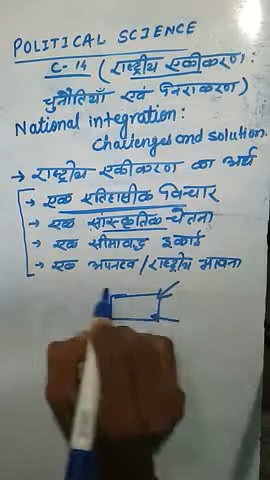 POLITICAL SCIENCE
C-14 (राष्ट्रीय एकीकरण:
चुनौतियाँ एवं निराकरण)
National integration:
Challenges and solution.
→ राष्ट्रीय एकीकरण का अर्थ
→ एक ऐतिहासिक विचार
→ एक सांस्कृतिक चेतना
→ एक सीमाबद्ध इकाई
→ एक अपनत्व/राष्ट्रीय भावना